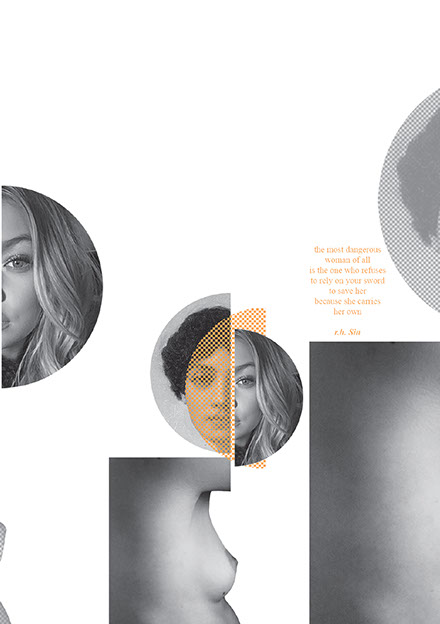 the most dangerous
woman of all
is the one who refuses
to rely on your sword
to save her
because she carries
her own
r.h. Sin